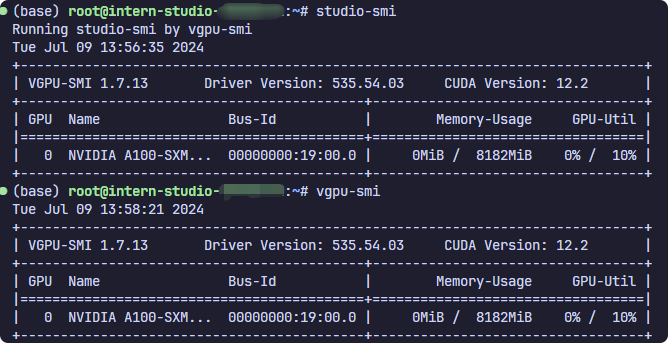 (base) root@intern-studio-:~# studio-smi
Running studio-smi by vgpu-smi
Tue Jul 09 13:56:35 2024
+------------------------------------------------------------------------------+
| VGPU-SMI 1.7.13       Driver Version: 535.54.03     CUDA Version: 12.2       |
+-------------------------------------------+----------------------------------+
| GPU  Name                Bus-Id           |        Memory-Usage     GPU-Util |
|===========================================+==================================|
|   0  NVIDIA A100-SXM...  00000000:19:00.0 |     0MiB /  8182MiB    0% /  10% |
+-------------------------------------------+----------------------------------+
(base) root@intern-studio-:~# vgpu-smi
Tue Jul 09 13:58:21 2024
+------------------------------------------------------------------------------+
| VGPU-SMI 1.7.13       Driver Version: 535.54.03     CUDA Version: 12.2       |
+-------------------------------------------+----------------------------------+
| GPU  Name                Bus-Id           |        Memory-Usage     GPU-Util |
|===========================================+==================================|
|   0  NVIDIA A100-SXM...  00000000:19:00.0 |     0MiB /  8182MiB    0% /  10% |
+-------------------------------------------+----------------------------------+